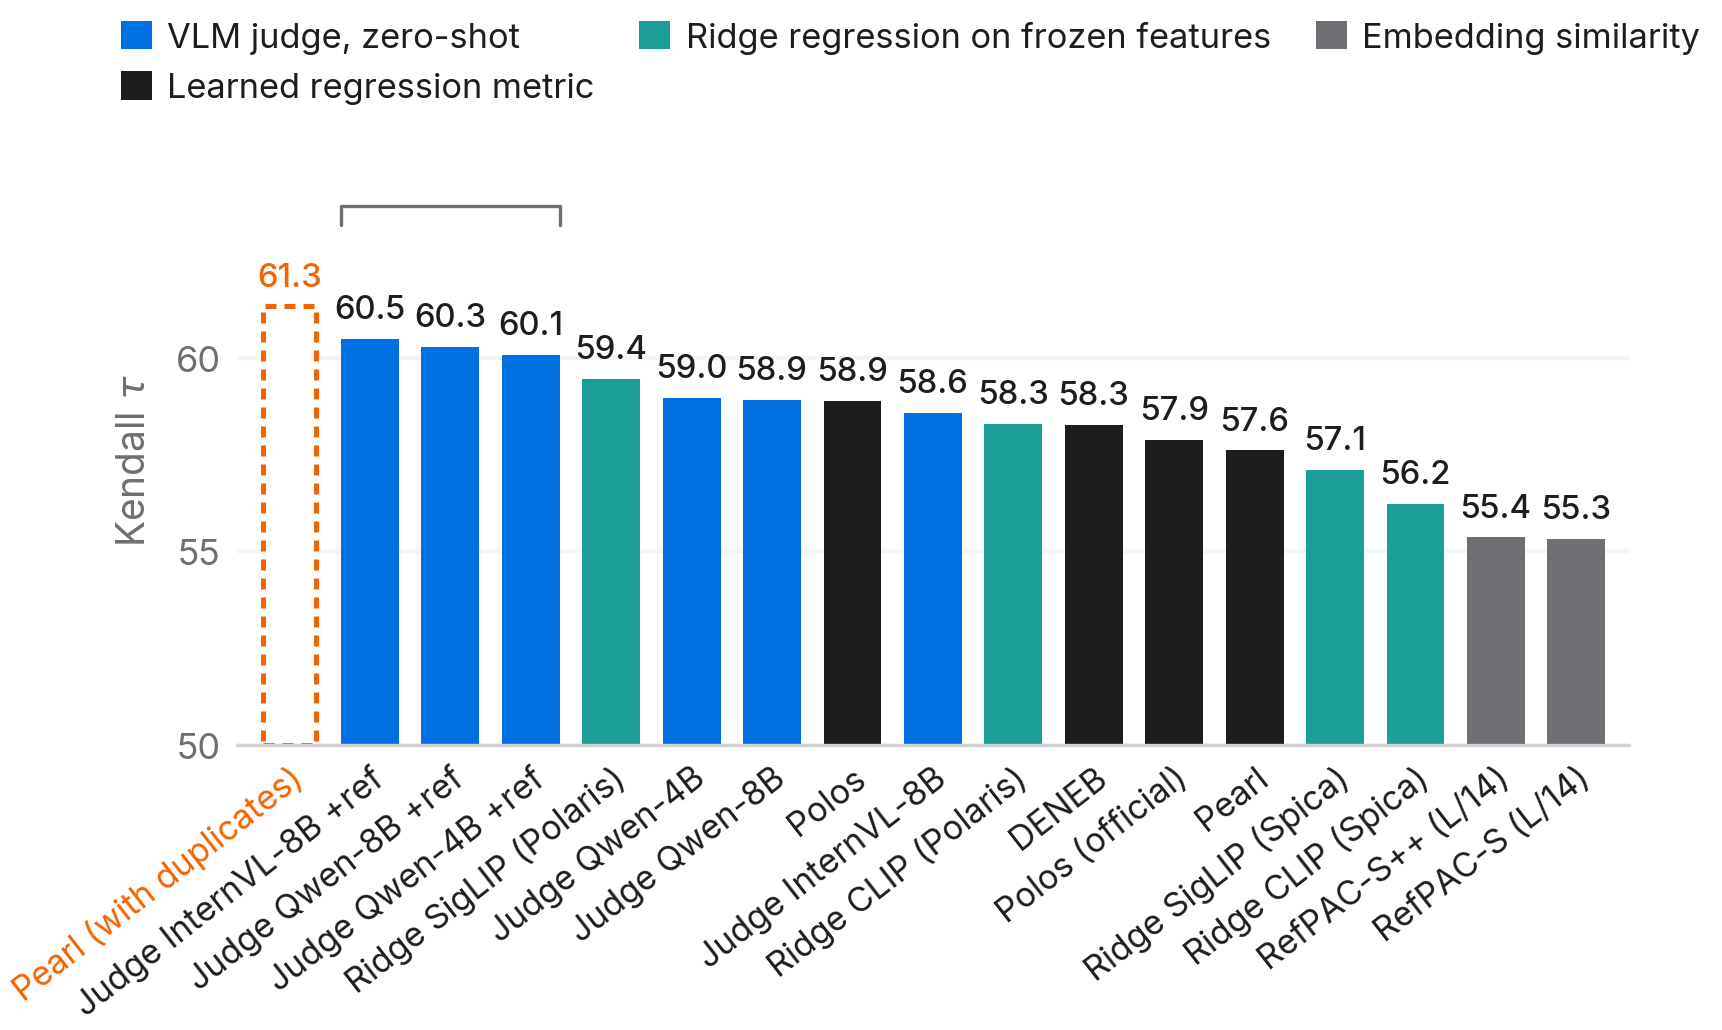 VLM judge, zero-shot
Ridge regression on frozen features
Embedding similarity
Learned regression metric
61.3
60.5
60.3
60.1
59.4
59.0
58.9
58.9
58.6
58.3
58.3
57.9
57.6
57.1
56.2
55.4
55.3
Kendall τ
60
55
50
Pearl (with duplicates)
Judge InternVL-8B +ref
Judge Qwen-8B +ref
Judge Qwen-4B +ref
Ridge SigLIP (Polaris)
Judge Qwen-4B
Judge Qwen-8B
Polos
Judge InternVL-8B
Ridge CLIP (Polaris)
DENEB
Polos (official)
Pearl
Ridge SigLIP (Spica)
Ridge CLIP (Spica)
RefPAC-S++ (L/14)
RefPAC-S (L/14)